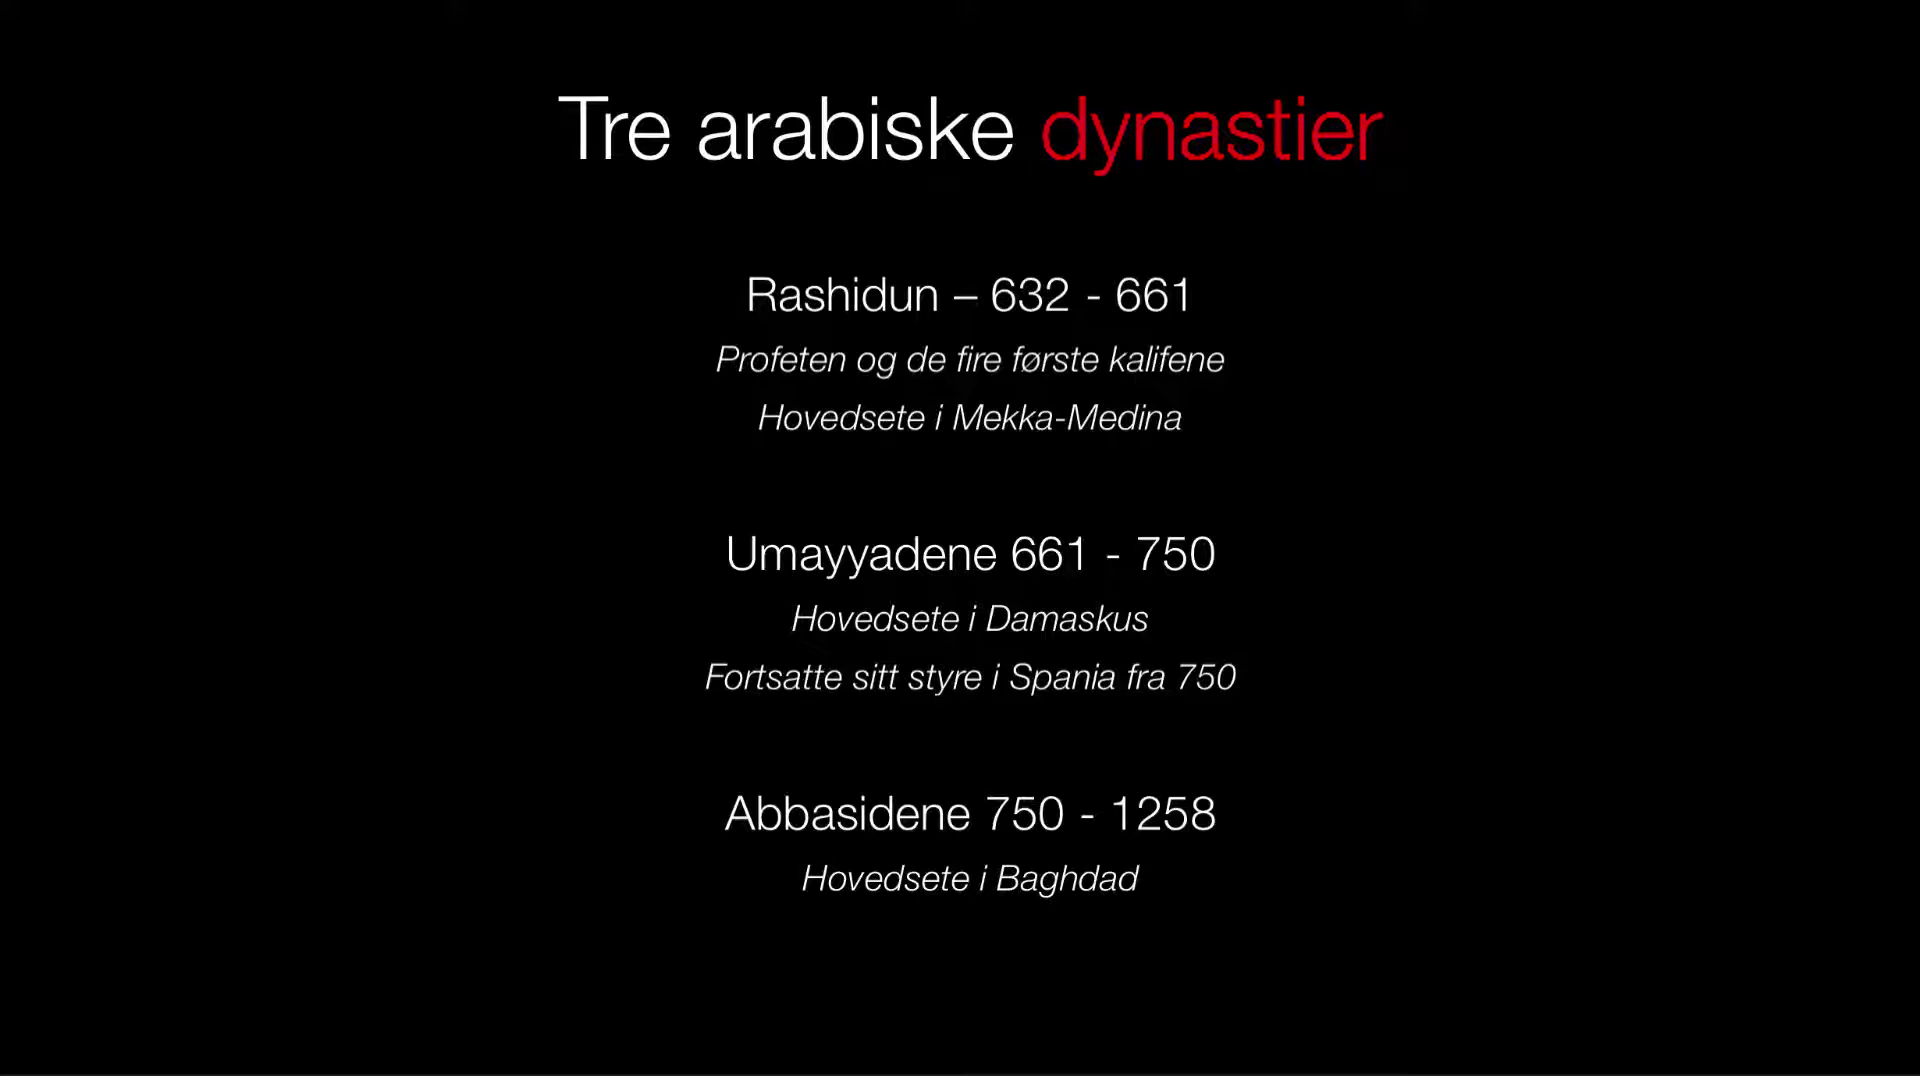 Tre arabiske dynastier
Rashidun – 632 - 661
Profeten og de fire første kalifene
Hovedsete i Mekka-Medina
Umayyadene 661 - 750
Hovedsete i Damaskus
Fortsatte sitt styre i Spania fra 750
Abbasidene 750 - 1258
Hovedsete i Baghdad